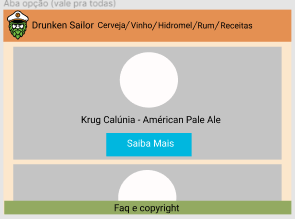 Aba opção (vale pra todas)
Drunken Sailor Cerveja/Vinho/Hidromel/Rum/Receitas
Krug Calúnia - Américan Pale Ale
Saiba Mais
Faq e copyright